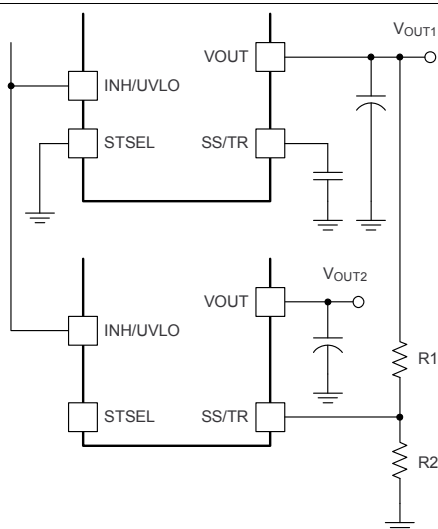 VOUT1
VOUT
INH/UVLO
STSEL
SS/TR
VOUT2
VOUT
INH/UVLO
R1
STSEL
SS/TR
R2